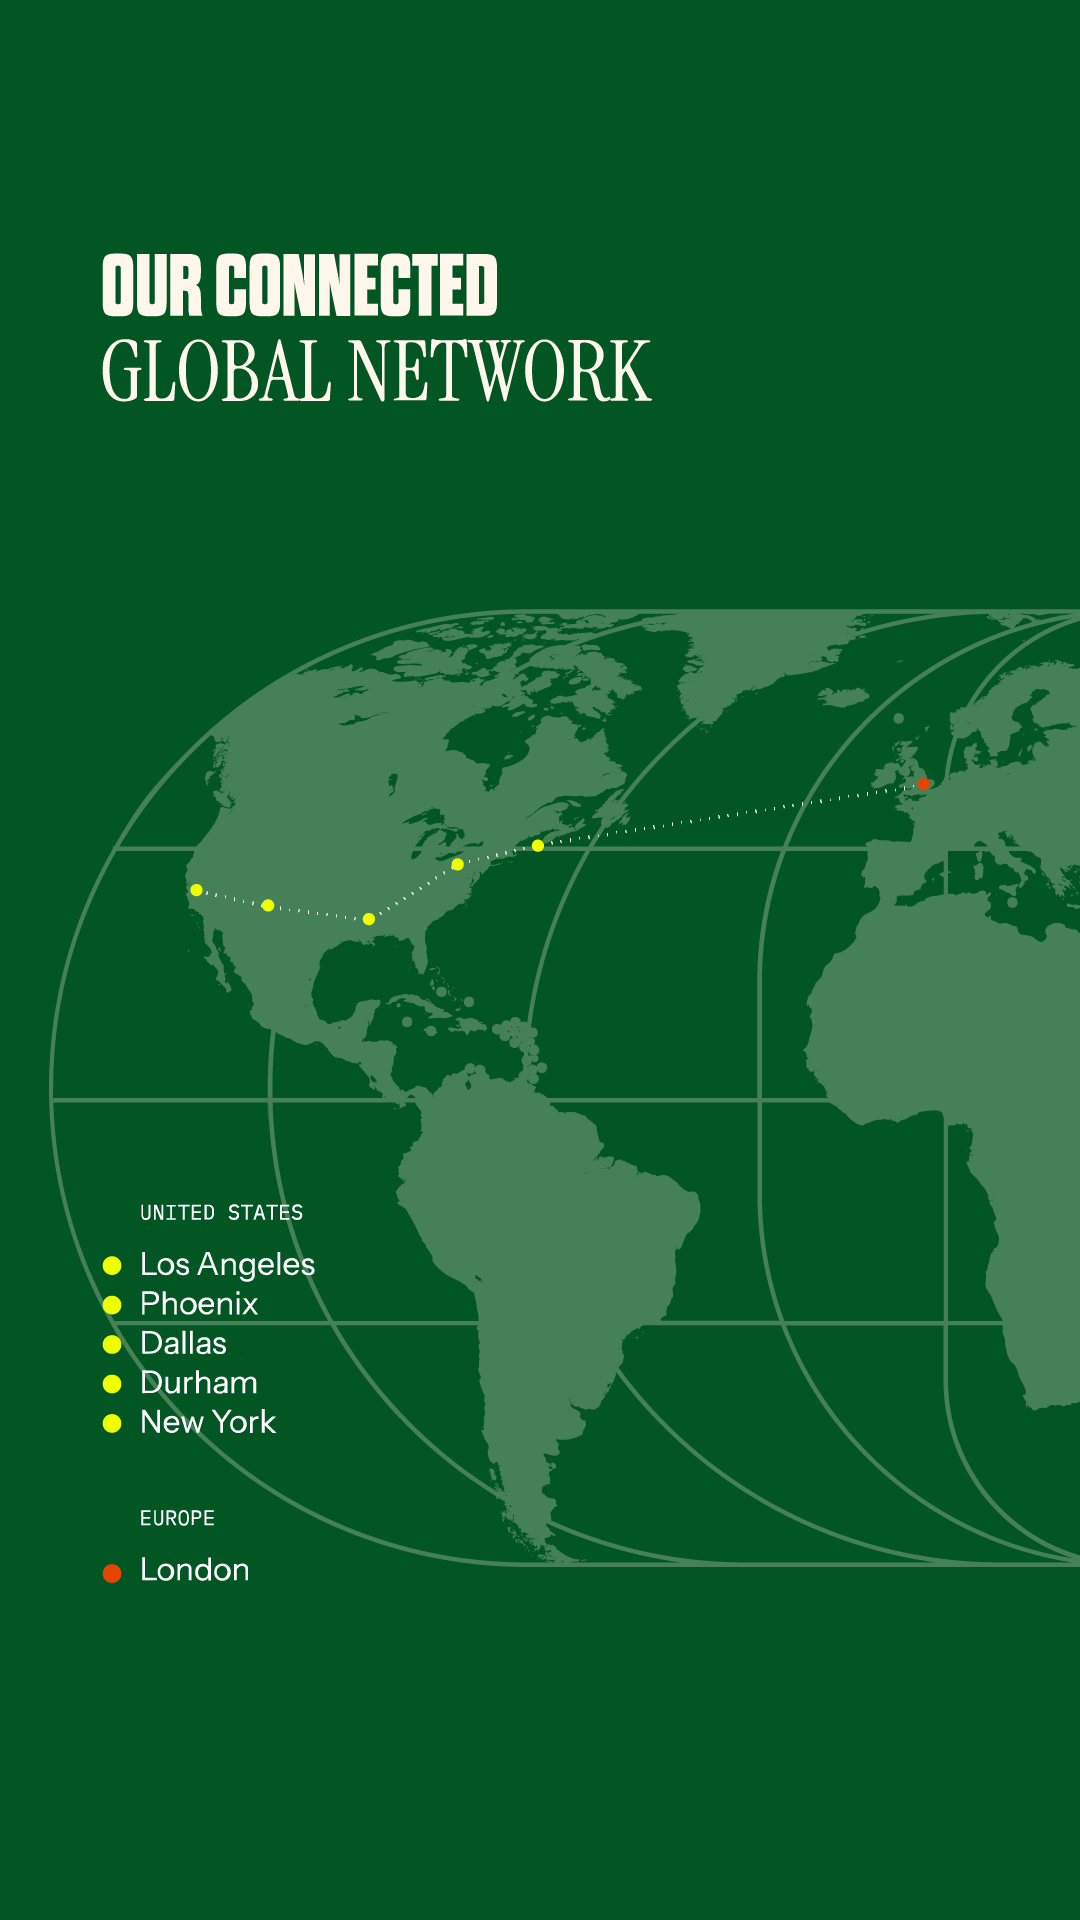 OUR CONNECTED
GLOBAL NETWORK
UNITED STATES
Los Angeles
Phoenix
Dallas
Durham
New York
EUROPE
London